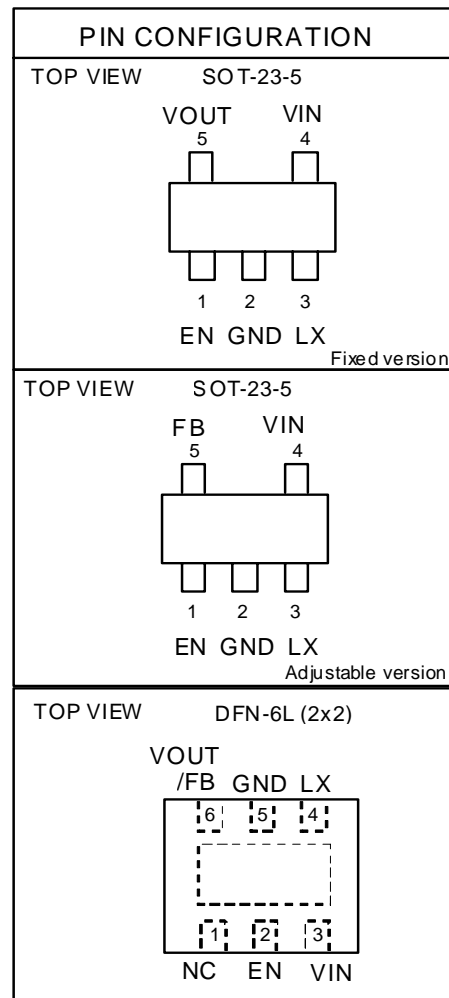 PIN CONFIGURATION
TOP VIEW SOT-23-5
VOUT VIN
5 4
1 2 3
EN GND LX
Fixed version
TOP VIEW SOT-23-5
FB VIN
5 4
1 2 3
EN GND LX
Adjustable version
TOP VIEW DFN-6L (2x2)
VOUT
/FB GND LX
6 5 4
1 2 3
NC EN VIN